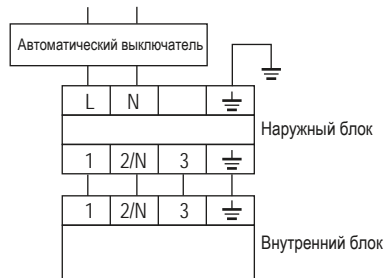 Автоматический выключатель
L N
Наружный блок
1 2/N 3
1 2/N 3
Внутренний блок